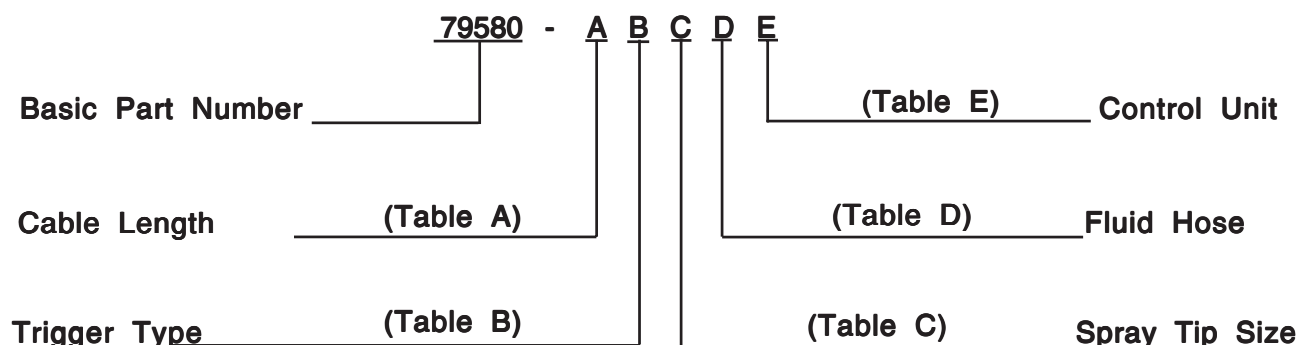 79580 - A B C D E
Basic Part Number (Table E) Control Unit
Cable Length (Table A) (Table D) Fluid Hose
Trigger Type (Table B) (Table C) Spray Tip Size